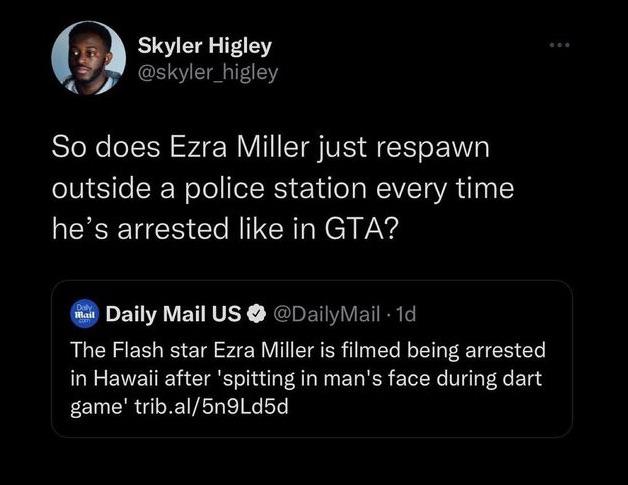 Skyler Higley
@skyler_higley
So does Ezra Miller just respawn
outside a police station every time
he’s arrested like in GTA?
Daily Mail US @DailyMail · 1d
The Flash star Ezra Miller is filmed being arrested
in Hawaii after 'spitting in man's face during dart
game' trib.al/5n9Ld5d
Daily
Mail
.com